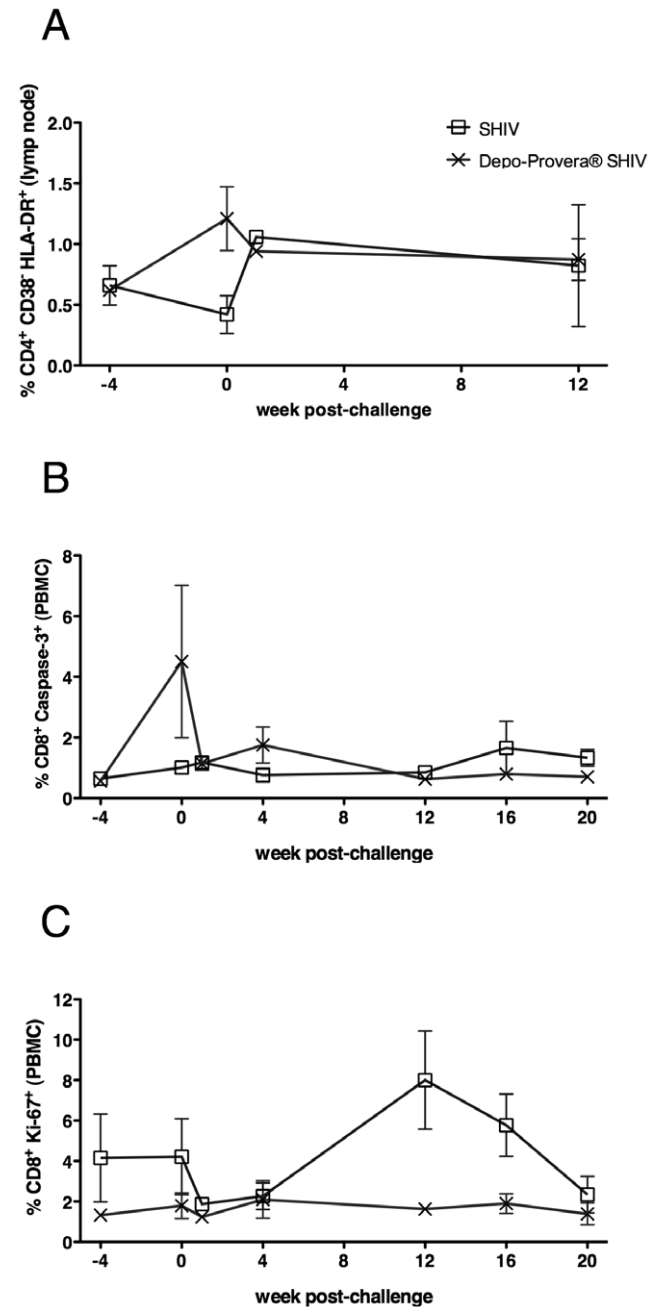 A
% CD4+ CD38- HLA-DR+ (lymp node)
2.0
1.5
1.0
0.5
0.0
SHIV
Depo-Provera® SHIV
-4 0 4 8 12
week post-challenge
B
% CD8+ Caspase-3+ (PBMC)
8
6
4
2
0
-4 0 4 8 12 16 20
week post-challenge
C
% CD8+ Ki-67+ (PBMC)
12
10
8
6
4
2
0
-4 0 4 8 12 16 20
week post-challenge